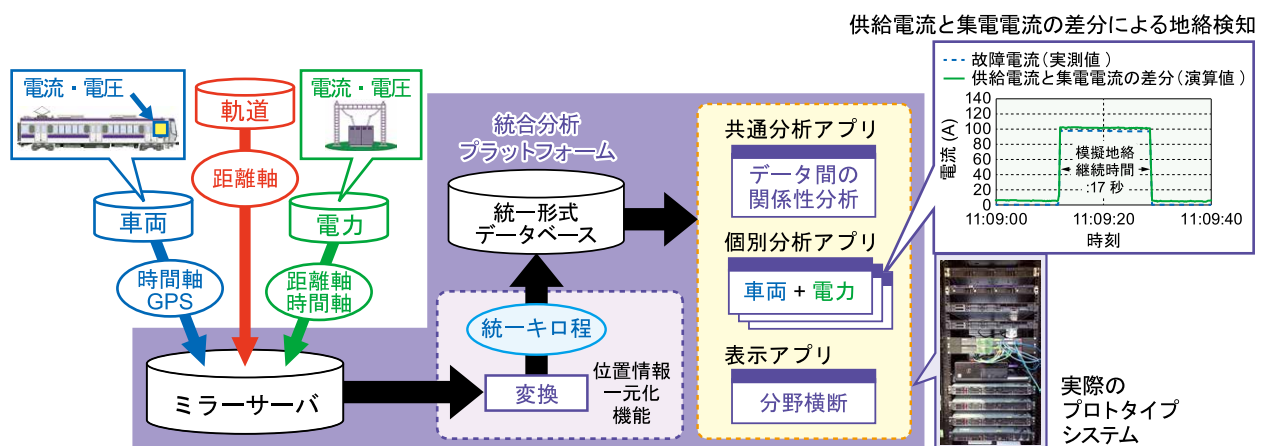 供給電流と集電電流の差分による地絡検知
電流・電圧
軌道
電流・電圧
距離軸
車両
電力
時間軸
GPS
距離軸
時間軸
ミラーサーバ
統合分析
プラットフォーム
統一形式
データベース
統一キロ程
変換
位置情報
一元化
機能
共通分析アプリ
データ間の
関係性分析
個別分析アプリ
車両 + 電力
表示アプリ
分野横断
故障電流(実測値)
供給電流と集電電流の差分(演算値)
電流(A)
140
120
100
80
60
40
20
0
模擬地絡
継続時間
:17 秒
11:09:00 11:09:20 11:09:40
時刻
実際の
プロトタイプ
システム